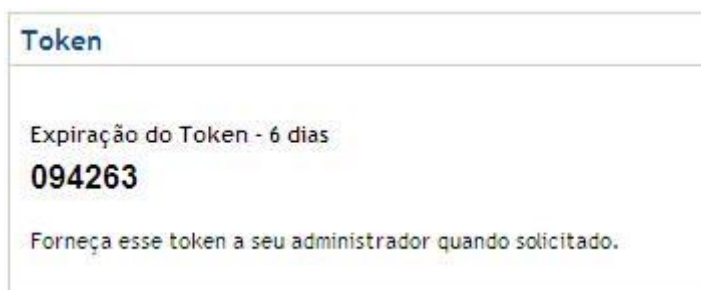 Token
Expiração do Token - 6 dias
094263
Forneça esse token a seu administrador quando solicitado.